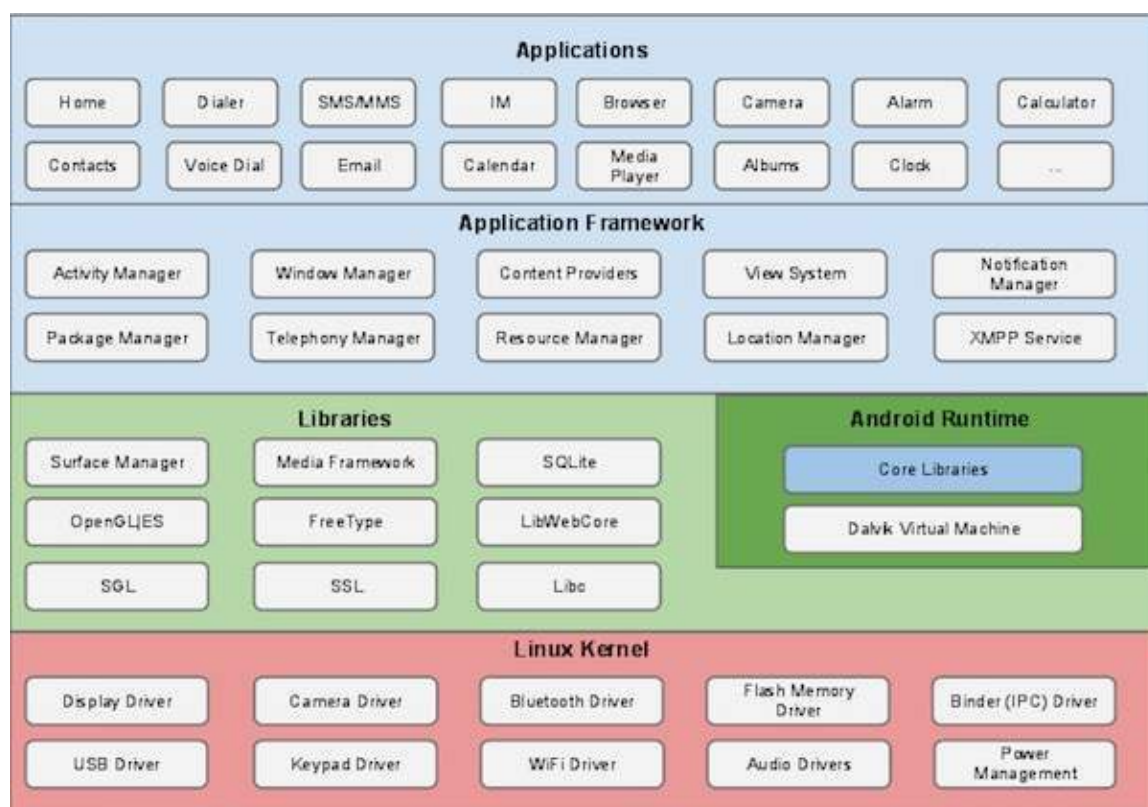 Applications
Home Dialer SMS/MMS IM Browser Camera Alarm Calculator
Contacts Voice Dial Email Calendar Media Player Albums Clock ...
Application Framework
Activity Manager Window Manager Content Providers View System Notification Manager
Package Manager Telephony Manager Resource Manager Location Manager XMPP Service
Libraries
Surface Manager Media Framework SQLite
OpenGL|ES FreeType LibWebCore
SGL SSL Libc
Android Runtime
Core Libraries
Dalvik Virtual Machine
Linux Kernel
Display Driver Camera Driver Bluetooth Driver Flash Memory Driver Binder (IPC) Driver
USB Driver Keypad Driver WiFi Driver Audio Drivers Power Management